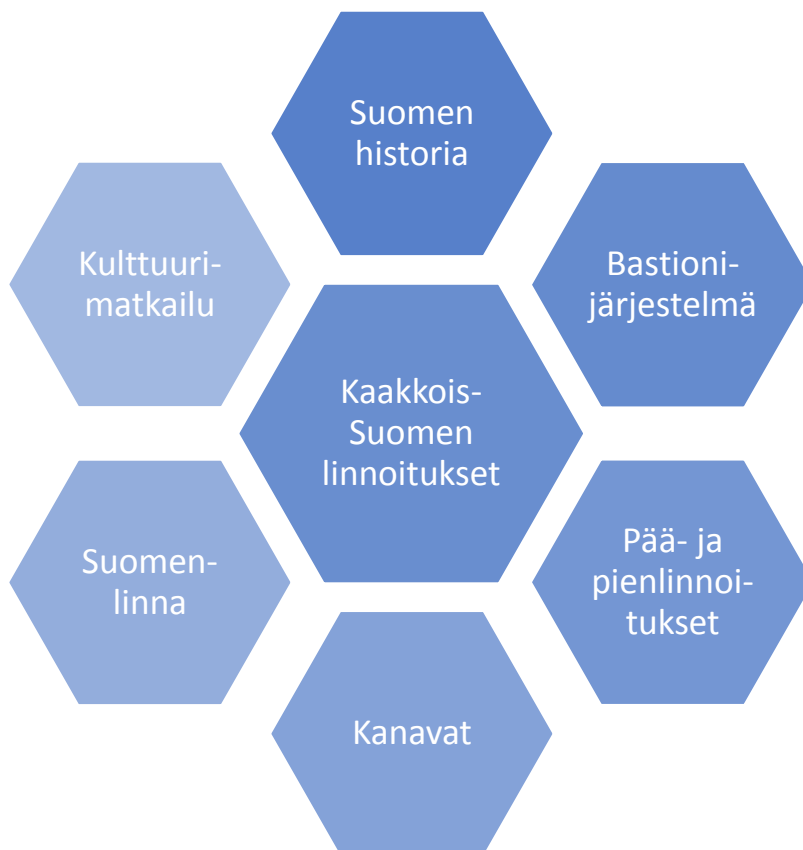 Suomen
historia
Kulttuuri-
matkailu
Bastioni-
järjestelmä
Kaakkois-
Suomen
linnoitukset
Suomen-
linna
Pää- ja
pienlinnoi-
tukset
Kanavat